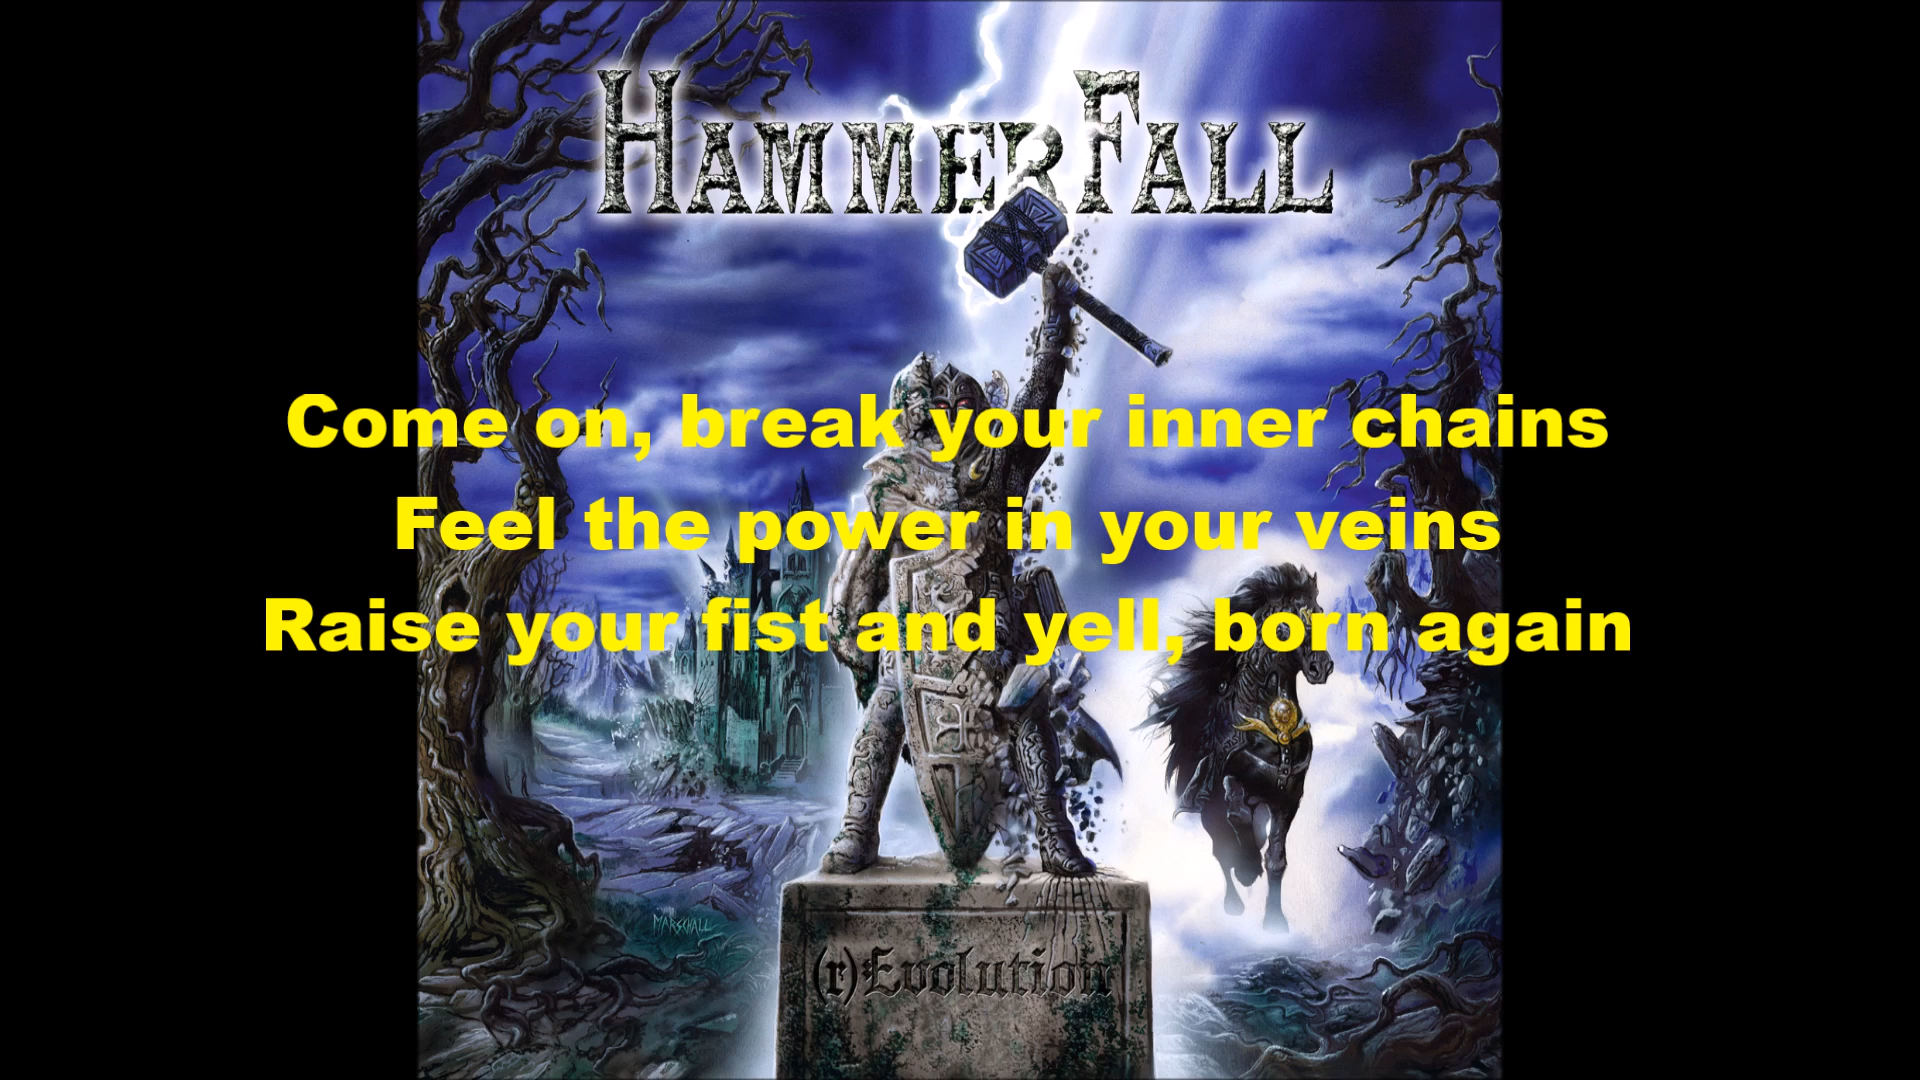 HAMMERFALL
Come on, break your inner chains
Feel the power in your veins
Raise your fist and yell, born again
MARSCHALL
(r)Evolution